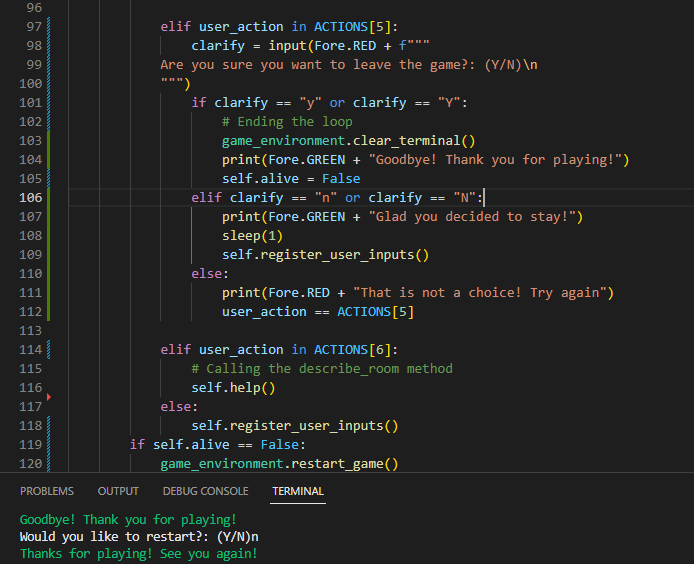 96
97 elif user_action in ACTIONS[5]:
98 clarify = input(Fore.RED + f"""
99 Are you sure you want to leave the game?: (Y/N)\n
100 """)
101 if clarify == "y" or clarify == "Y":
102 # Ending the loop
103 game_environment.clear_terminal()
104 print(Fore.GREEN + "Goodbye! Thank you for playing!")
105 self.alive = False
106 elif clarify == "n" or clarify == "N":
107 print(Fore.GREEN + "Glad you decided to stay!")
108 sleep(1)
109 self.register_user_inputs()
110 else:
111 print(Fore.RED + "That is not a choice! Try again")
112 user_action == ACTIONS[5]
113
114 elif user_action in ACTIONS[6]:
115 # Calling the describe_room method
116 self.help()
117 else:
118 self.register_user_inputs()
119 if self.alive == False:
120 game_environment.restart_game()
PROBLEMS OUTPUT DEBUG CONSOLE TERMINAL
Goodbye! Thank you for playing!
Would you like to restart?: (Y/N)n
Thanks for playing! See you again!